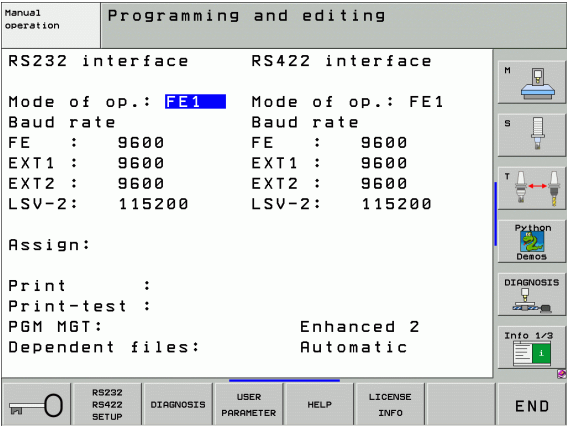 Manual operation
Programming and editing
RS232 interface RS422 interface
Mode of op.: FE1 Mode of op.: FE1
Baud rate Baud rate
FE : 9600 FE : 9600
EXT1 : 9600 EXT1 : 9600
EXT2 : 9600 EXT2 : 9600
LSV-2: 115200 LSV-2: 115200
Assign:
Print :
Print-test :
PGM MGT: Enhanced 2
Dependent files: Automatic
M
S
T
Python
Demos
DIAGNOSIS
Info 1/3
i
RS232
RS422
SETUP
DIAGNOSIS
USER
PARAMETER
HELP
LICENSE
INFO
END